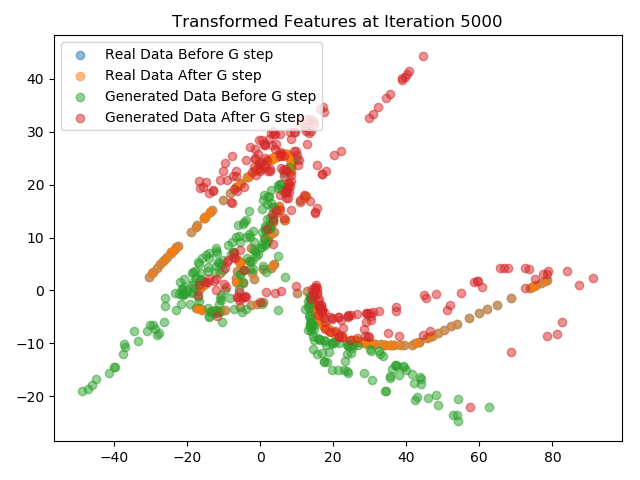 Transformed Features at Iteration 5000
Real Data Before G step
Real Data After G step
Generated Data Before G step
Generated Data After G step
40
30
20
10
0
−10
−20
−40
−20
0
20
40
60
80